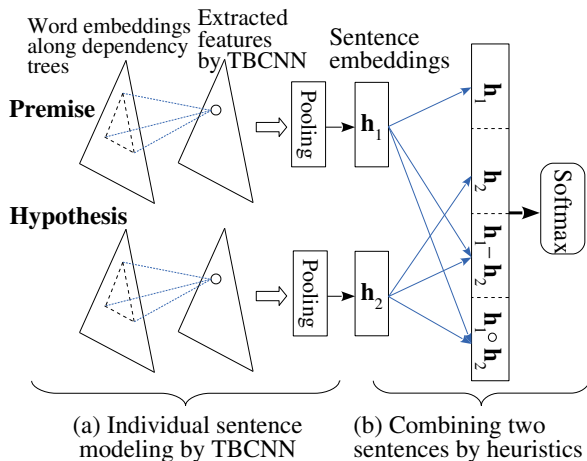 Word embeddings
along dependency
trees
Extracted
features
by TBCNN
Sentence
embeddings
Premise
Pooling
h1
Hypothesis
Pooling
h2
h1
h2
h1−h2
h1∘h2
Softmax
(a) Individual sentence
modeling by TBCNN
(b) Combining two
sentences by heuristics